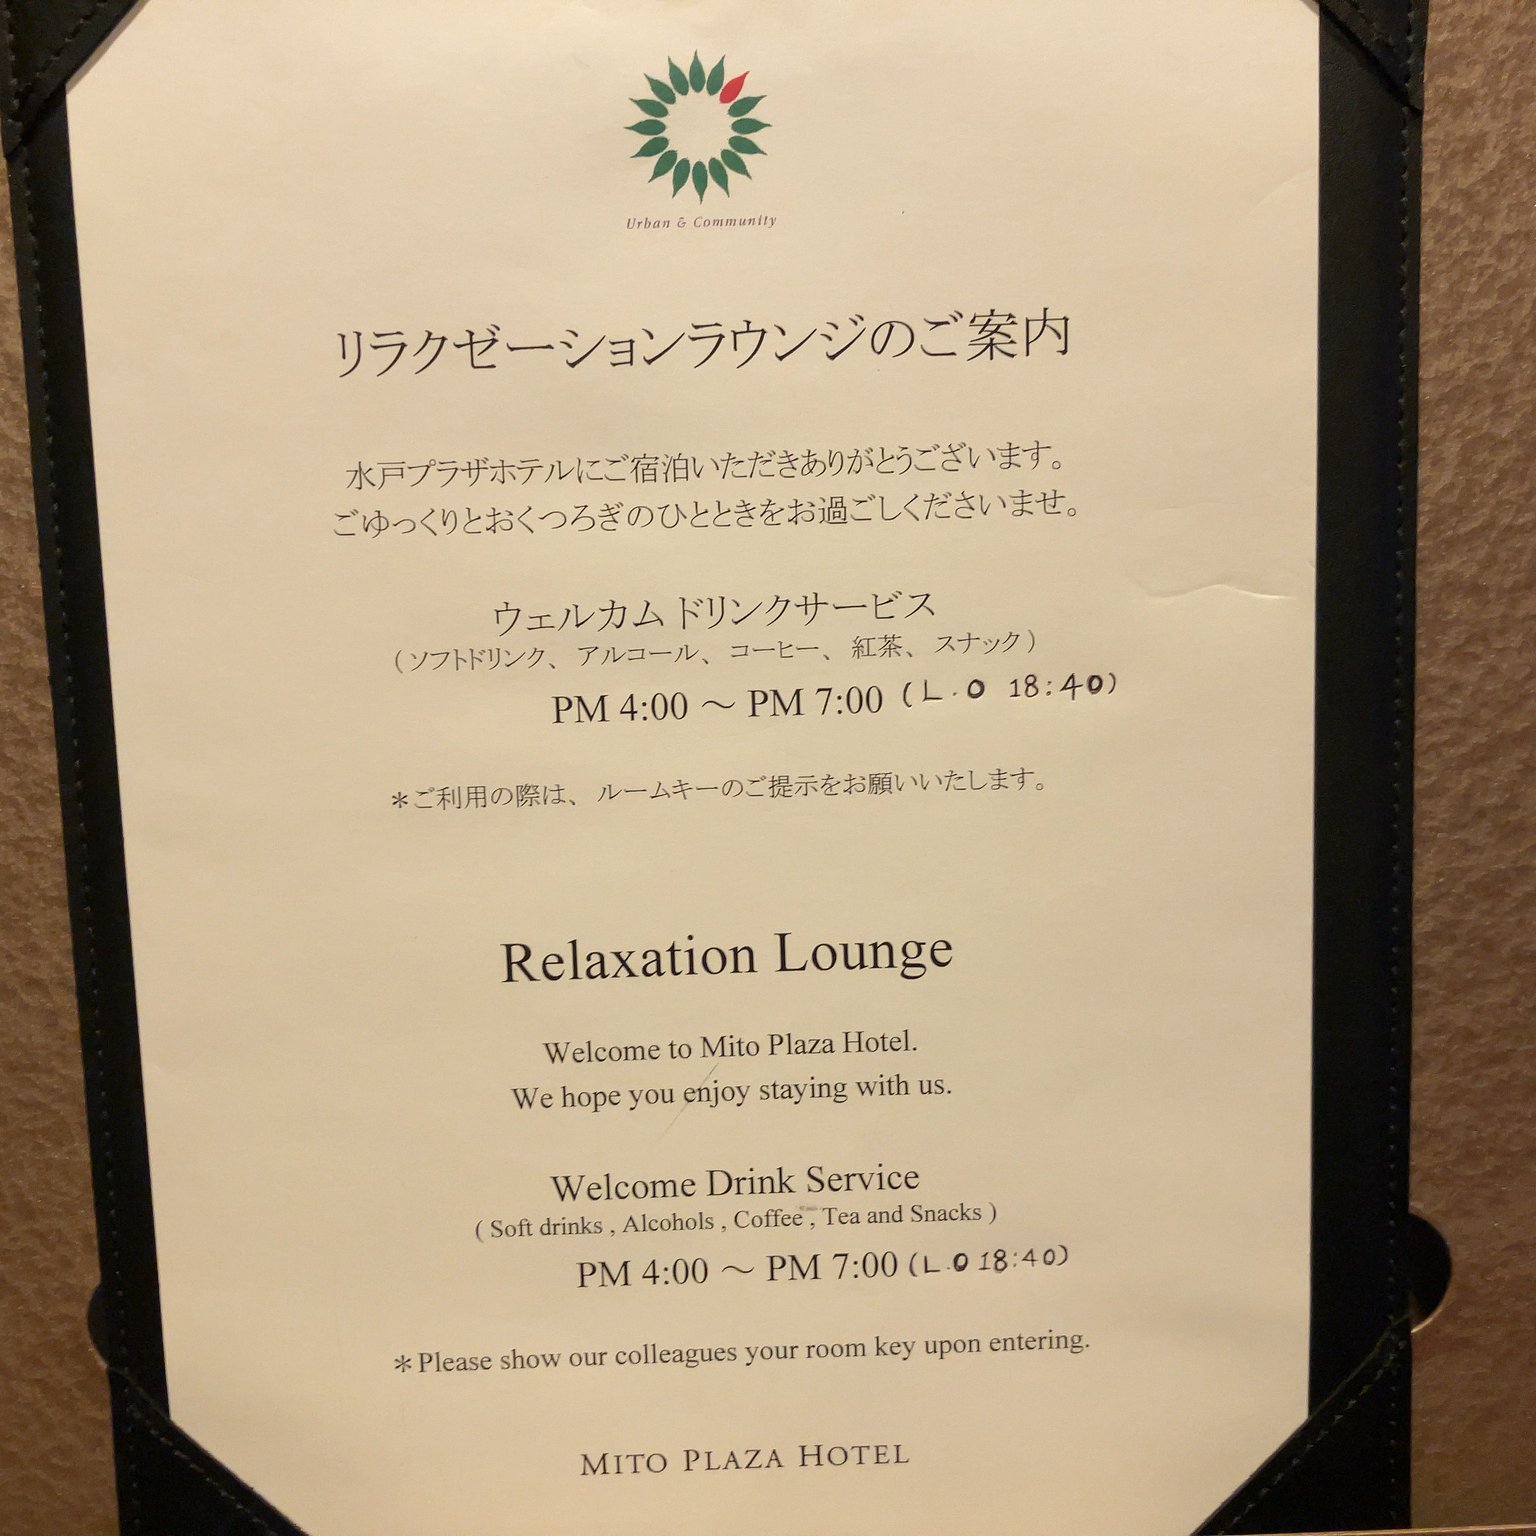 Urban & Community
リラクゼーションラウンジのご案内
水戸プラザホテルにご宿泊いただきありがとうございます。
ごゆっくりとおくつろぎのひとときをお過ごしくださいませ。
ウェルカムドリンクサービス
（ソフトドリンク、アルコール、コーヒー、紅茶、スナック）
PM 4:00 ～ PM 7:00 (L.O 18:40)
＊ご利用の際は、ルームキーのご提示をお願いいたします。
Relaxation Lounge
Welcome to Mito Plaza Hotel.
We hope you enjoy staying with us.
Welcome Drink Service
( Soft drinks , Alcohols , Coffee , Tea and Snacks )
PM 4:00 ～ PM 7:00 (L.O 18:40)
＊Please show our colleagues your room key upon entering.
MITO PLAZA HOTEL